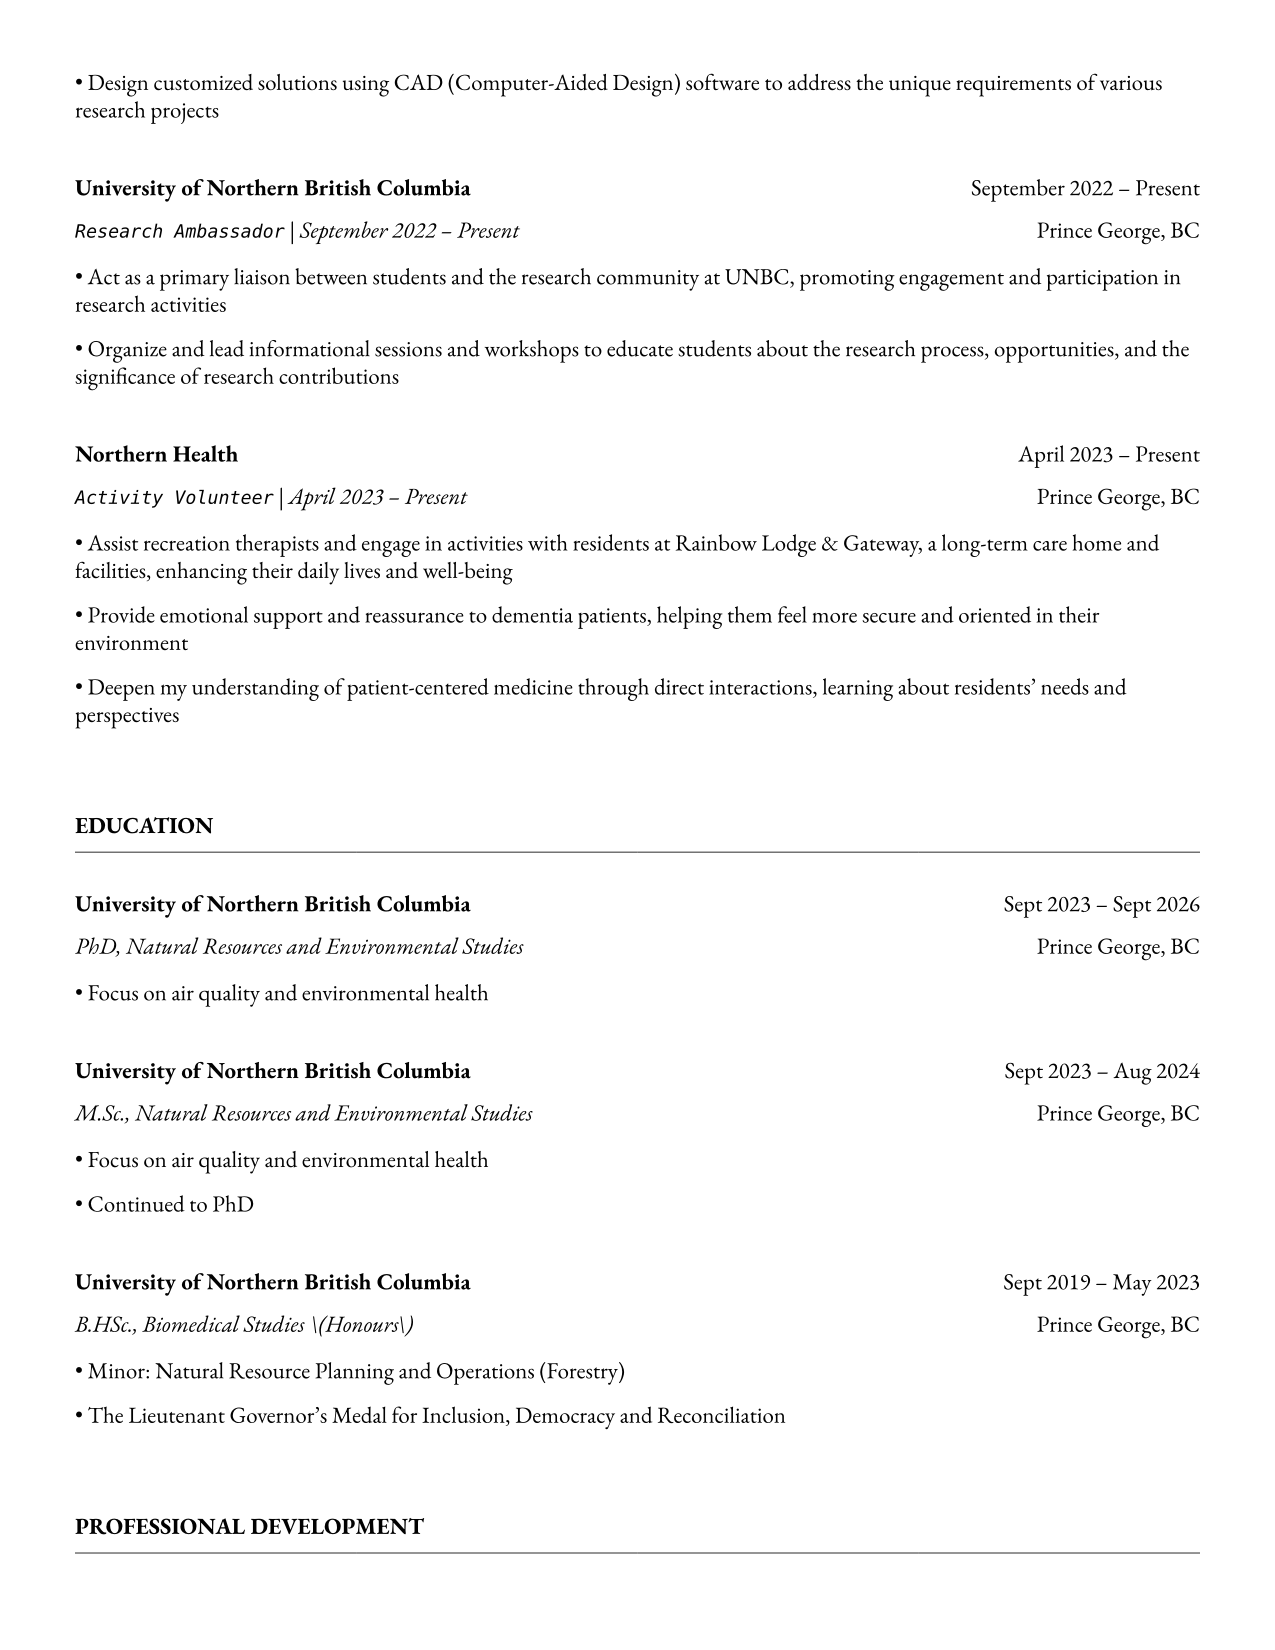 • Design customized solutions using CAD (Computer-Aided Design) software to address the unique requirements of various
research projects
University of Northern British Columbia September 2022 – Present
Research Ambassador | September 2022 – Present Prince George, BC
• Act as a primary liaison between students and the research community at UNBC, promoting engagement and participation in
research activities
• Organize and lead informational sessions and workshops to educate students about the research process, opportunities, and the
significance of research contributions
Northern Health April 2023 – Present
Activity Volunteer | April 2023 – Present Prince George, BC
• Assist recreation therapists and engage in activities with residents at Rainbow Lodge & Gateway, a long-term care home and
facilities, enhancing their daily lives and well-being
• Provide emotional support and reassurance to dementia patients, helping them feel more secure and oriented in their
environment
• Deepen my understanding of patient-centered medicine through direct interactions, learning about residents’ needs and
perspectives
EDUCATION
University of Northern British Columbia Sept 2023 – Sept 2026
PhD, Natural Resources and Environmental Studies Prince George, BC
• Focus on air quality and environmental health
University of Northern British Columbia Sept 2023 – Aug 2024
M.Sc., Natural Resources and Environmental Studies Prince George, BC
• Focus on air quality and environmental health
• Continued to PhD
University of Northern British Columbia Sept 2019 – May 2023
B.HSc., Biomedical Studies \(Honours\) Prince George, BC
• Minor: Natural Resource Planning and Operations (Forestry)
• The Lieutenant Governor’s Medal for Inclusion, Democracy and Reconciliation
PROFESSIONAL DEVELOPMENT